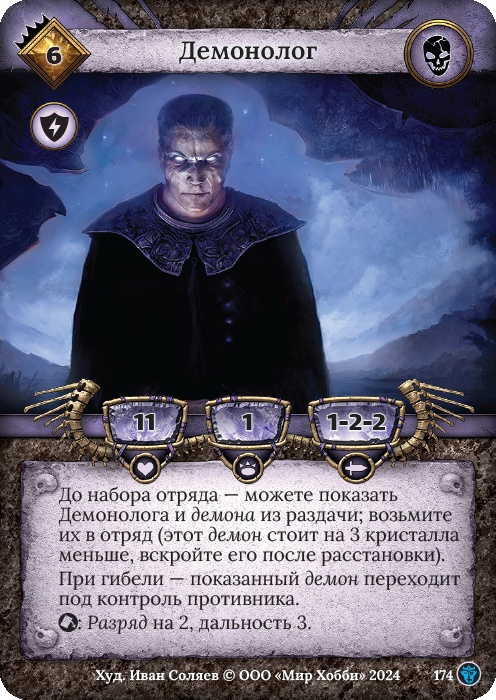 6
Демонолог
11
1
1-2-2
До набора отряда — можете показать
Демонолога и демона из раздачи; возьмите
их в отряд (этот демон стоит на 3 кристалла
меньше, вскройте его после расстановки).
При гибели — показанный демон переходит
под контроль противника.
: Разряд на 2, дальность 3.
Худ. Иван Соляев © ООО «Мир Хобби» 2024
174